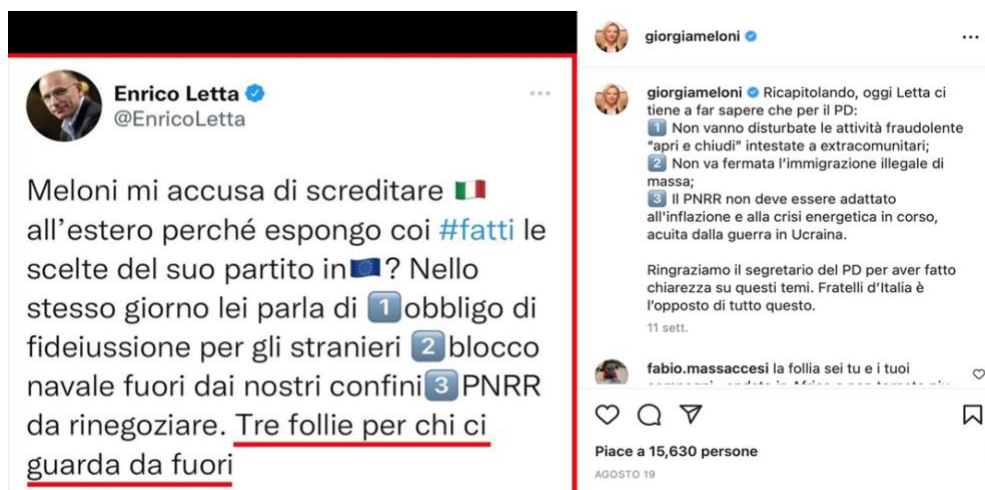 Enrico Letta
@EnricoLetta
Meloni mi accusa di screditare 🇮🇹
all’estero perché espongo coi #fatti le
scelte del suo partito in🇪🇺? Nello
stesso giorno lei parla di 1️⃣obbligo di
fideiussione per gli stranieri 2️⃣blocco
navale fuori dai nostri confini3️⃣PNRR
da rinegoziare. Tre follie per chi ci
guarda da fuori
giorgiameloni
giorgiameloni Ricapitolando, oggi Letta ci
tiene a far sapere che per il PD:
1️⃣ Non vanno disturbate le attività fraudolente
“apri e chiudi” intestate a extracomunitari;
2️⃣ Non va fermata l’immigrazione illegale di
massa;
3️⃣ Il PNRR non deve essere adattato
all'inflazione e alla crisi energetica in corso,
acuita dalla guerra in Ucraina.
Ringraziamo il segretario del PD per aver fatto
chiarezza su questi temi. Fratelli d’Italia è
l’opposto di tutto questo.
11 sett.
fabio.massaccesi la follia sei tu e i tuoi
Piace a 15,630 persone
AGOSTO 19